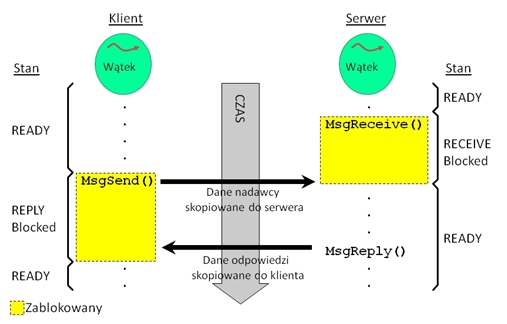 Klient
Serwer
Stan
Wątek
Wątek
Stan
CZAS
READY
READY
MsgReceive()
RECEIVE
Blocked
MsgSend()
Dane nadawcy
skopiowane do serwera
REPLY
Blocked
READY
MsgReply()
Dane odpowiedzi
skopiowane do klienta
READY
Zablokowany